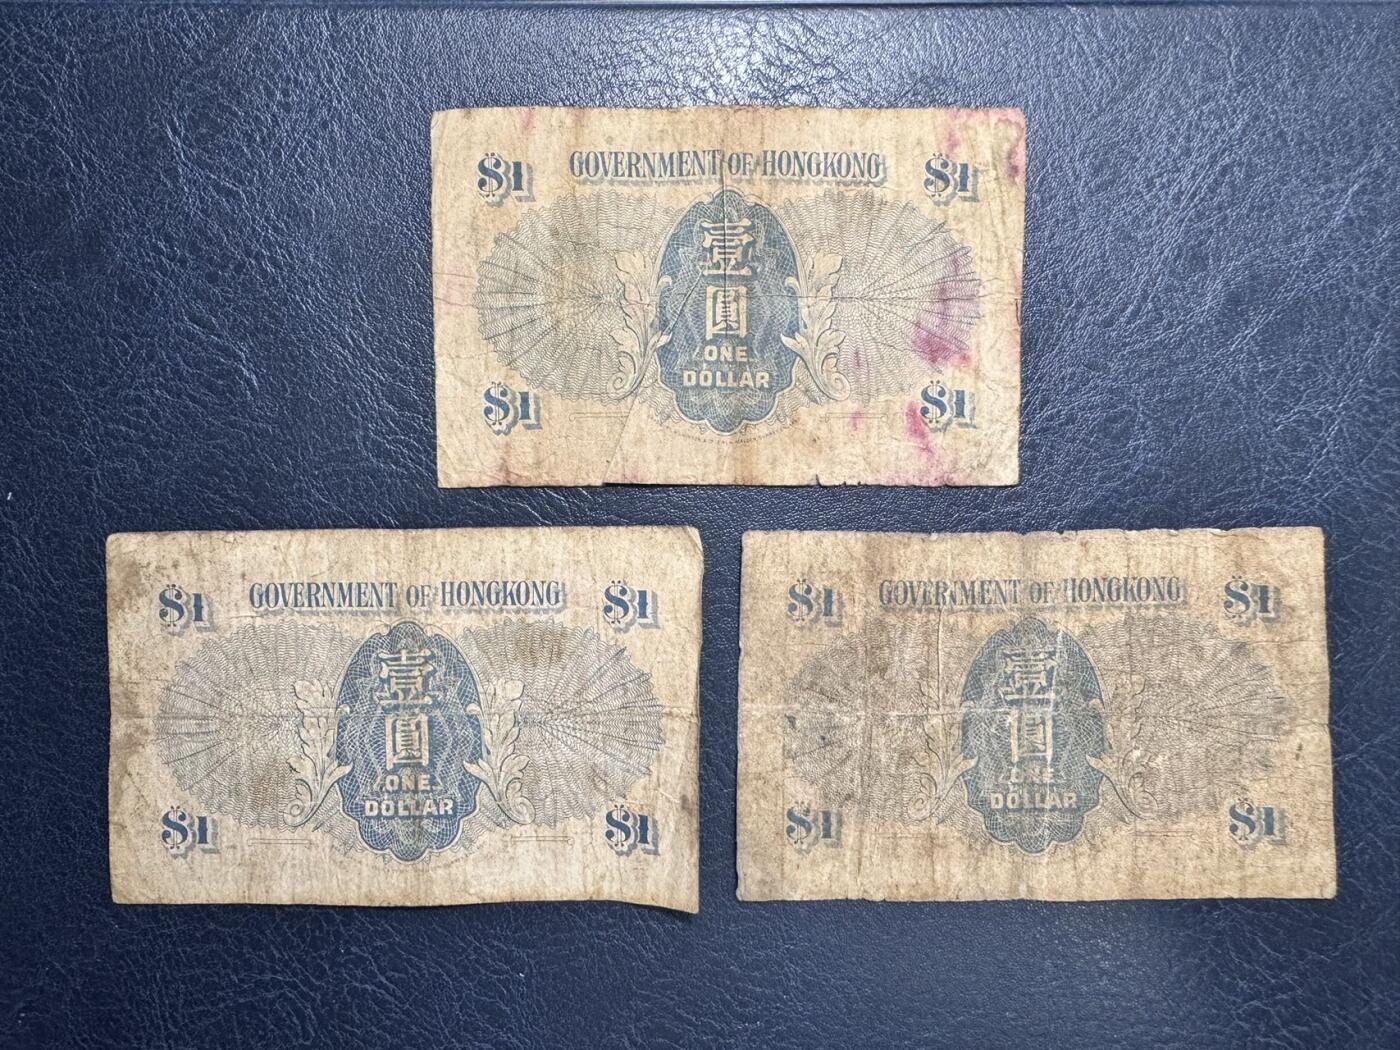 $1 GOVERNMENT OF HONGKONG $1
壹
圓
ONE
DOLLAR
$1 $1
$1 GOVERNMENT OF HONGKONG $1
壹
圓
ONE
DOLLAR
$1 $1
$1 GOVERNMENT OF HONGKONG $1
壹
圓
ONE
DOLLAR
$1 $1